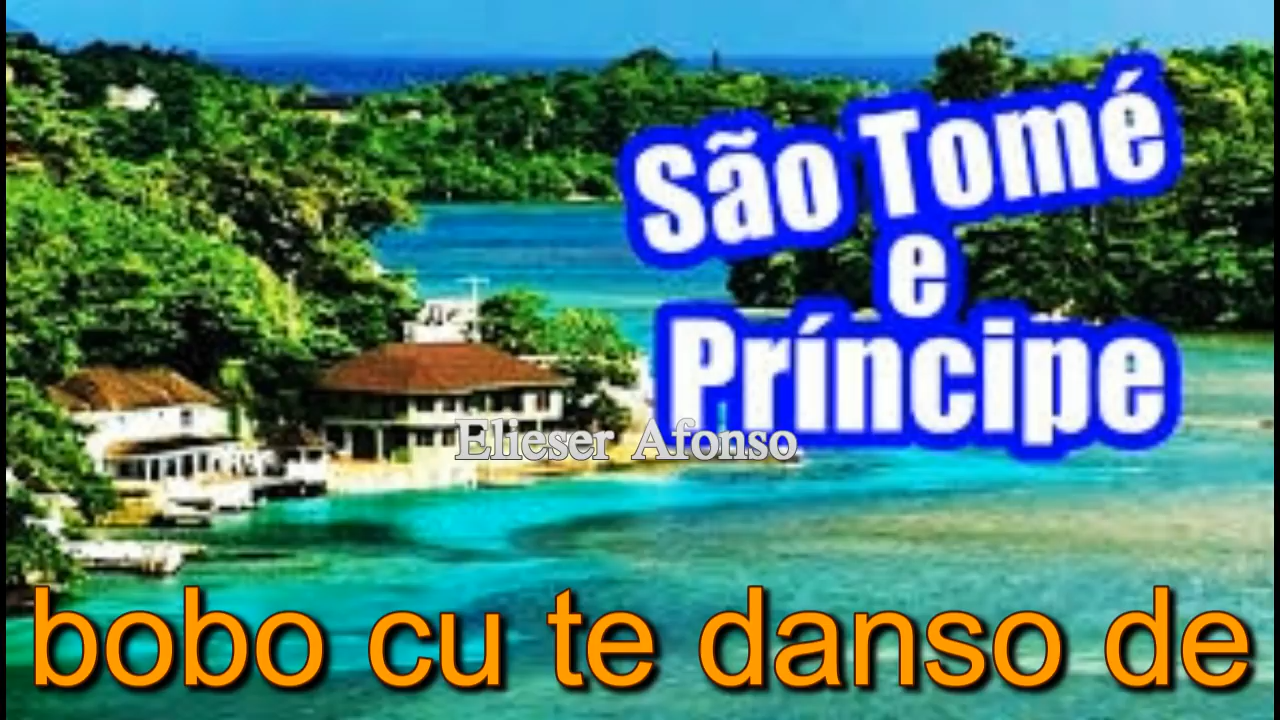 São Tomé
e
Príncipe
Elieser Afonso
bobo cu te danso de